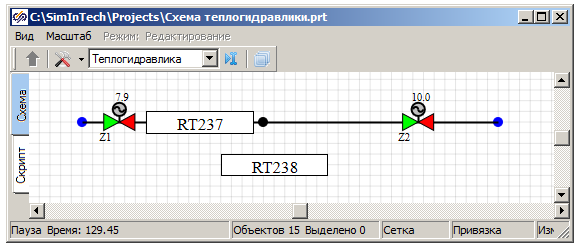 C:\SimInTech\Projects\Схема теплогидравлики.prt
Вид Масштаб Режим: Редактирование
Теплогидравлика
Схема
Скрипт
7.9
10.0
Z1
RT237
Z2
RT238
Пауза Время: 129.45 Объектов 15 Выделено 0 Сетка Привязка Изм